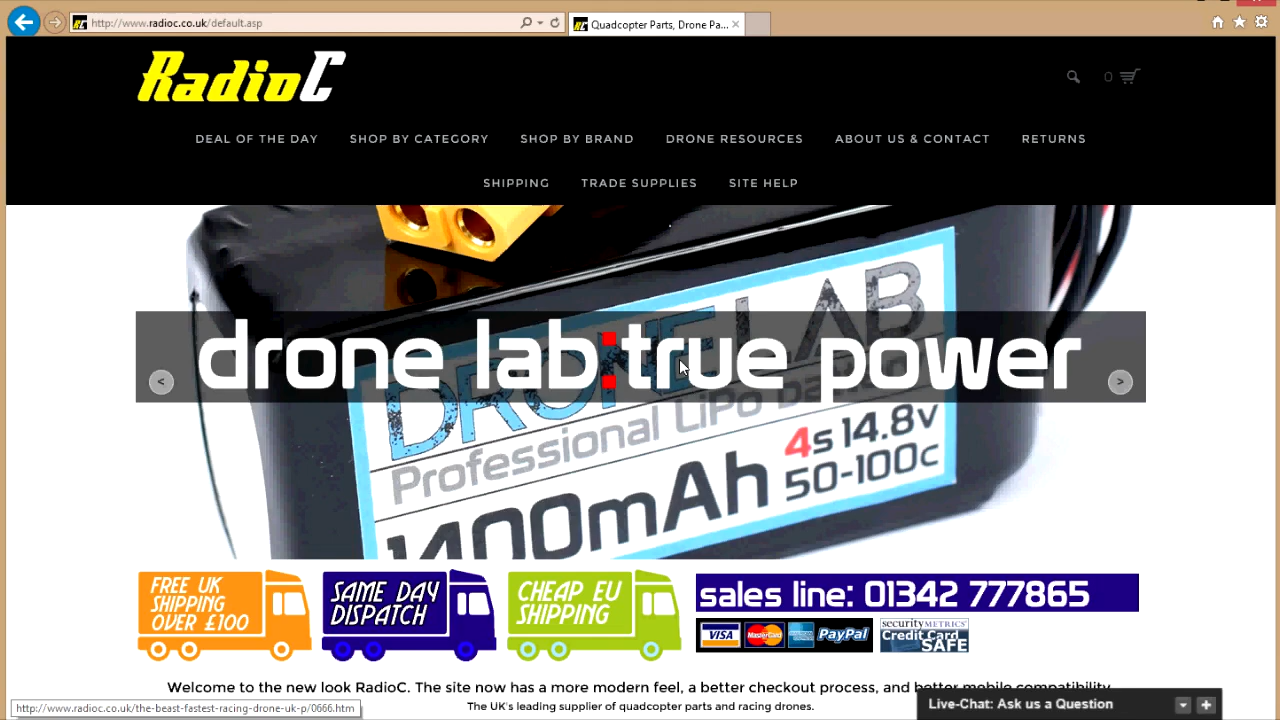 http://www.radioc.co.uk/default.asp
Quadcopter Parts, Drone Pa...
RadioC
0
DEAL OF THE DAY SHOP BY CATEGORY SHOP BY BRAND DRONE RESOURCES ABOUT US & CONTACT RETURNS
SHIPPING TRADE SUPPLIES SITE HELP
drone lab:true power
DRONE LAB
Professional LiPo
1400mAh
4s 14.8v
50-100c
FREE UK
SHIPPING
OVER £100
SAME DAY
DISPATCH
CHEAP EU
SHIPPING
sales line: 01342 777865
VISA MasterCard PayPal
securityMETRICS
Credit Card
SAFE
Welcome to the new look RadioC. The site now has a more modern feel, a better checkout process, and better mobile compatibility.
The UK's leading supplier of quadcopter parts and racing drones.
http://www.radioc.co.uk/the-beast-fastest-racing-drone-uk-p/0666.htm
Live-Chat: Ask us a Question